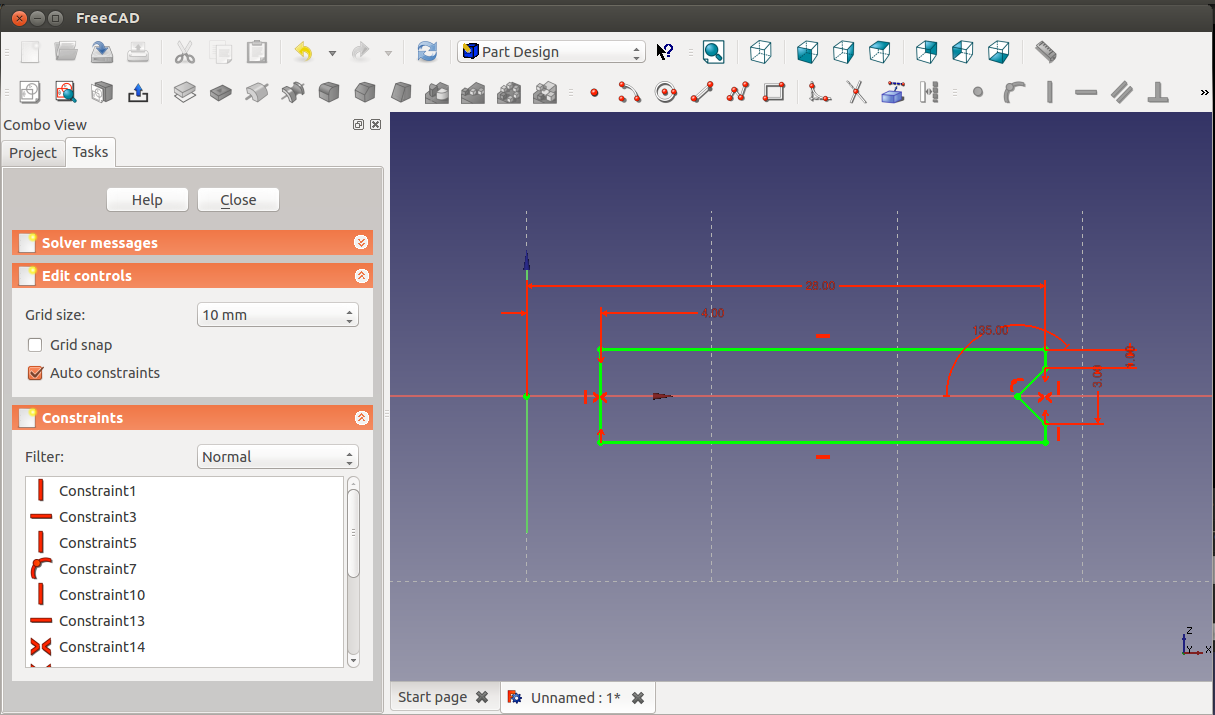 FreeCAD
Part Design
Combo View
Project
Tasks
Help
Close
Solver messages
Edit controls
Grid size:
10 mm
Grid snap
Auto constraints
Constraints
Filter:
Normal
Constraint1
Constraint3
Constraint5
Constraint7
Constraint10
Constraint13
Constraint14
4.00
135.00
1.00
3.00
Z
Y
X
Start page
Unnamed : 1*